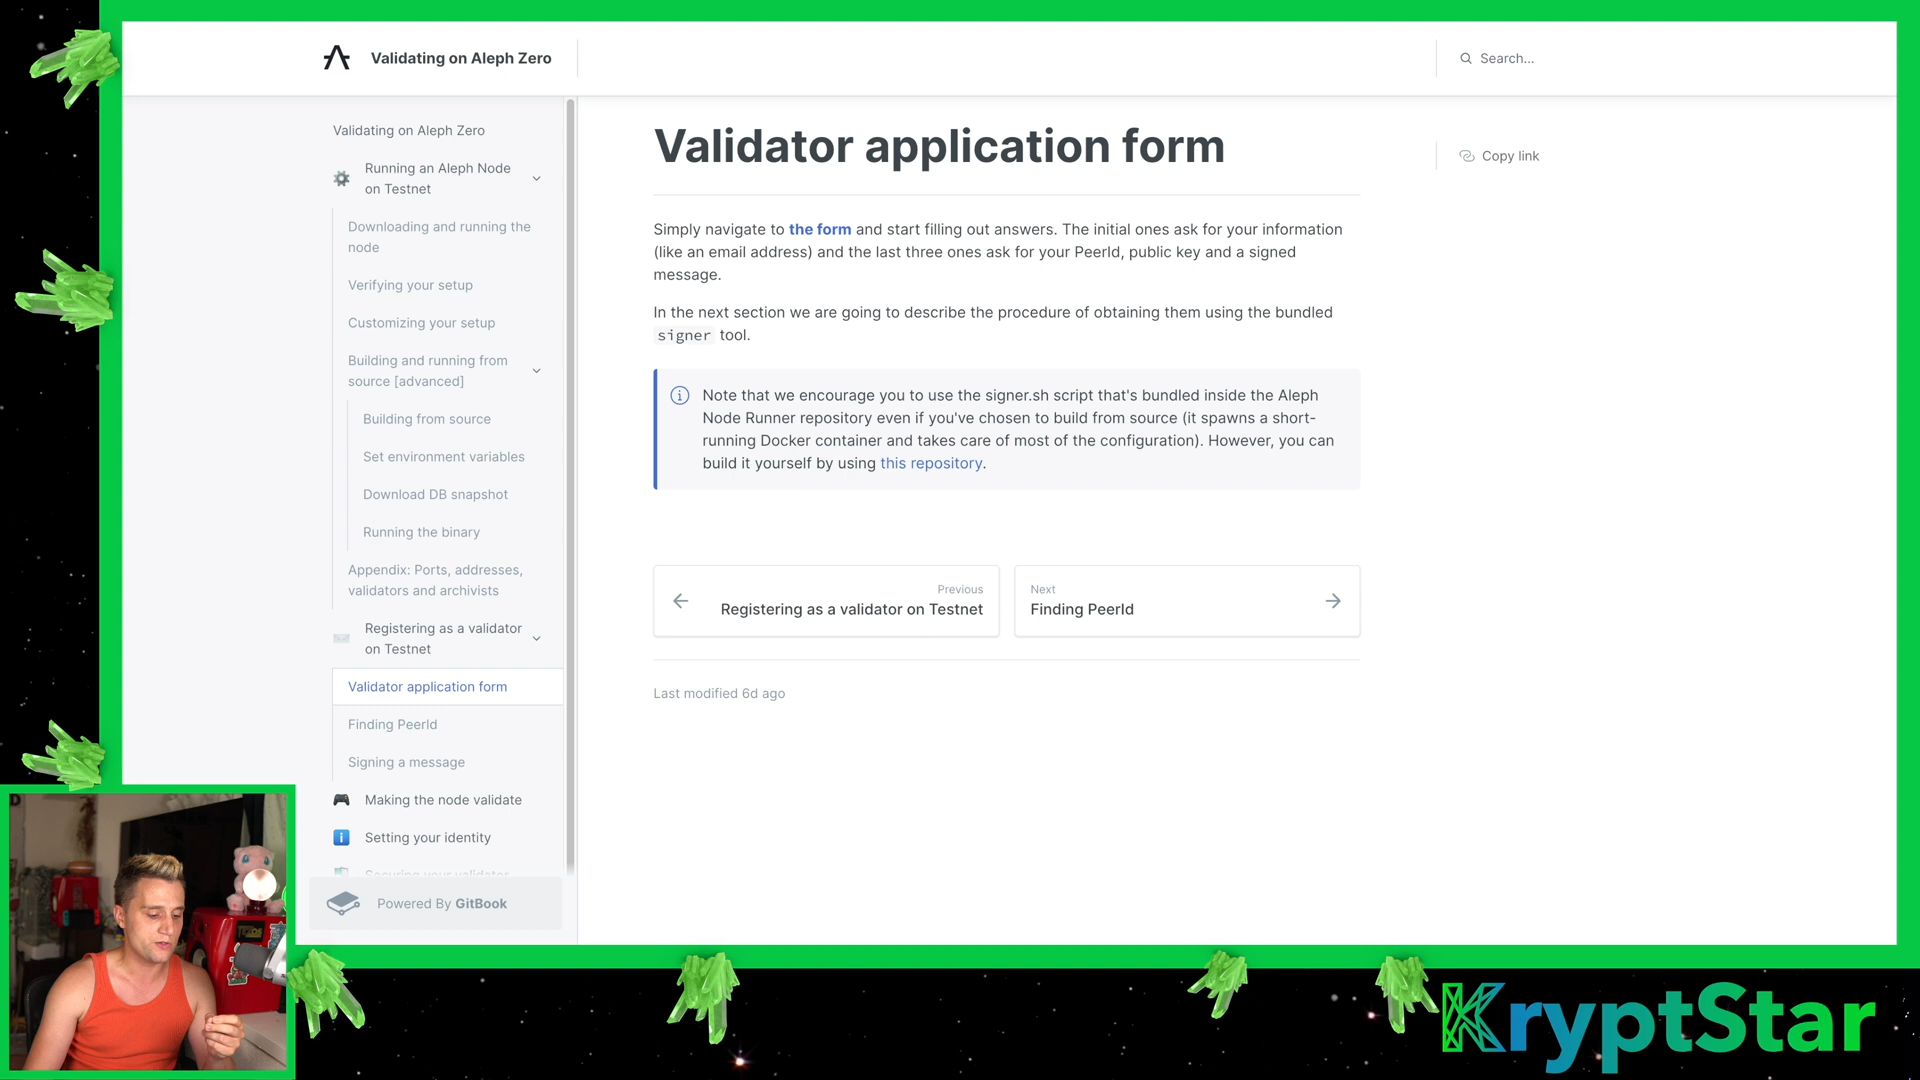 Validating on Aleph Zero
Search...
Validating on Aleph Zero
Running an Aleph Node
on Testnet
Downloading and running the
node
Verifying your setup
Customizing your setup
Building and running from
source [advanced]
Building from source
Set environment variables
Download DB snapshot
Running the binary
Appendix: Ports, addresses,
validators and archivists
Registering as a validator
on Testnet
Validator application form
Finding PeerId
Signing a message
Making the node validate
Setting your identity
Securing your validator
Powered By GitBook
Validator application form
Copy link
Simply navigate to the form and start filling out answers. The initial ones ask for your information
(like an email address) and the last three ones ask for your PeerId, public key and a signed
message.
In the next section we are going to describe the procedure of obtaining them using the bundled
signer tool.
Note that we encourage you to use the signer.sh script that's bundled inside the Aleph
Node Runner repository even if you've chosen to build from source (it spawns a short-
running Docker container and takes care of most of the configuration). However, you can
build it yourself by using this repository.
Previous
Registering as a validator on Testnet
Next
Finding PeerId
Last modified 6d ago
KryptStar